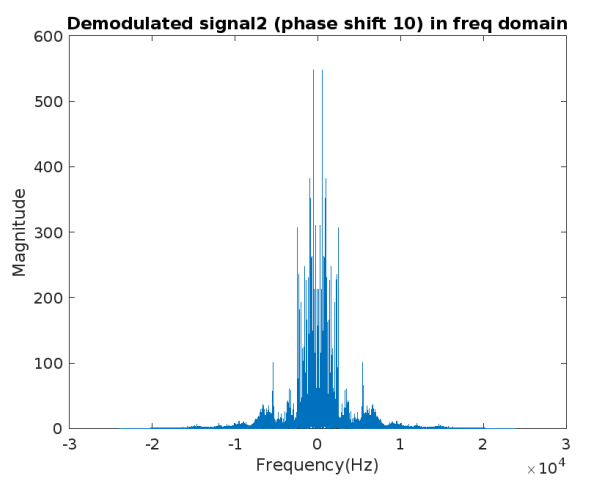 Demodulated signal2 (phase shift 10) in freq domain
600
500
400
300
200
100
0
Magnitude
-3 -2 -1 0 1 2 3
Frequency(Hz)
× 10^4